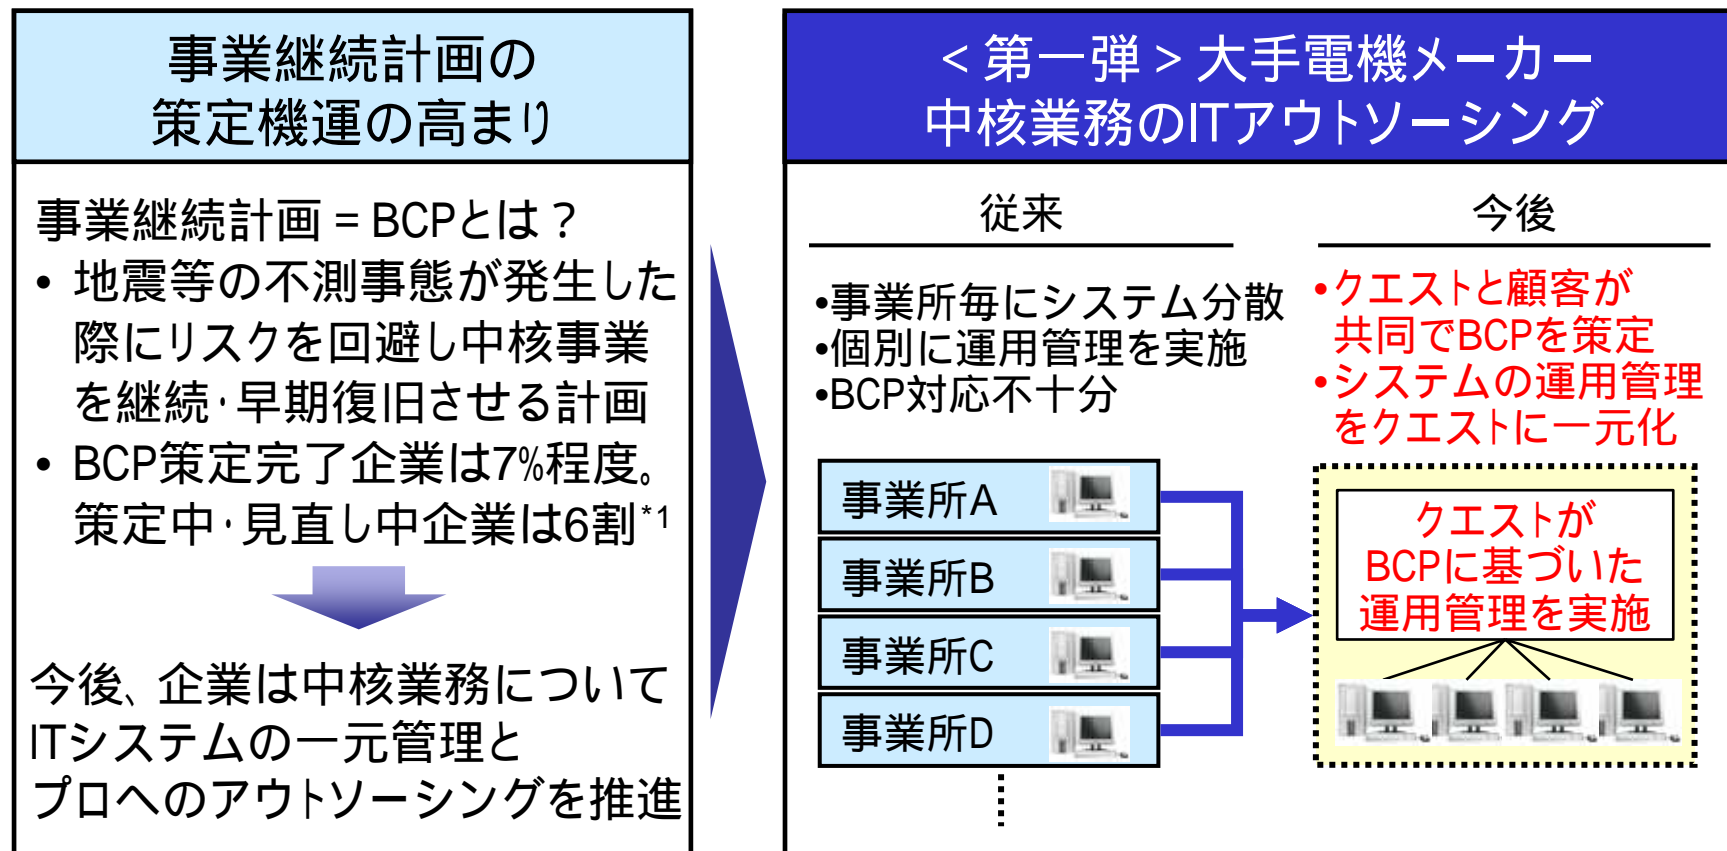 事業継続計画の
策定機運の高まり
事業継続計画=BCPとは？
• 地震等の不測事態が発生した
際にリスクを回避し中核事業
を継続･早期復旧させる計画
• BCP策定完了企業は7%程度。
策定中･見直し中企業は6割*1
今後、企業は中核業務について
ITシステムの一元管理と
プロへのアウトソーシングを推進
<第一弾>大手電機メーカー
中核業務のITアウトソーシング
従来
•事業所毎にシステム分散
•個別に運用管理を実施
•BCP対応不十分
事業所A
事業所B
事業所C
事業所D
今後
•クエストと顧客が
共同でBCPを策定
•システムの運用管理
をクエストに一元化
クエストが
BCPに基づいた
運用管理を実施